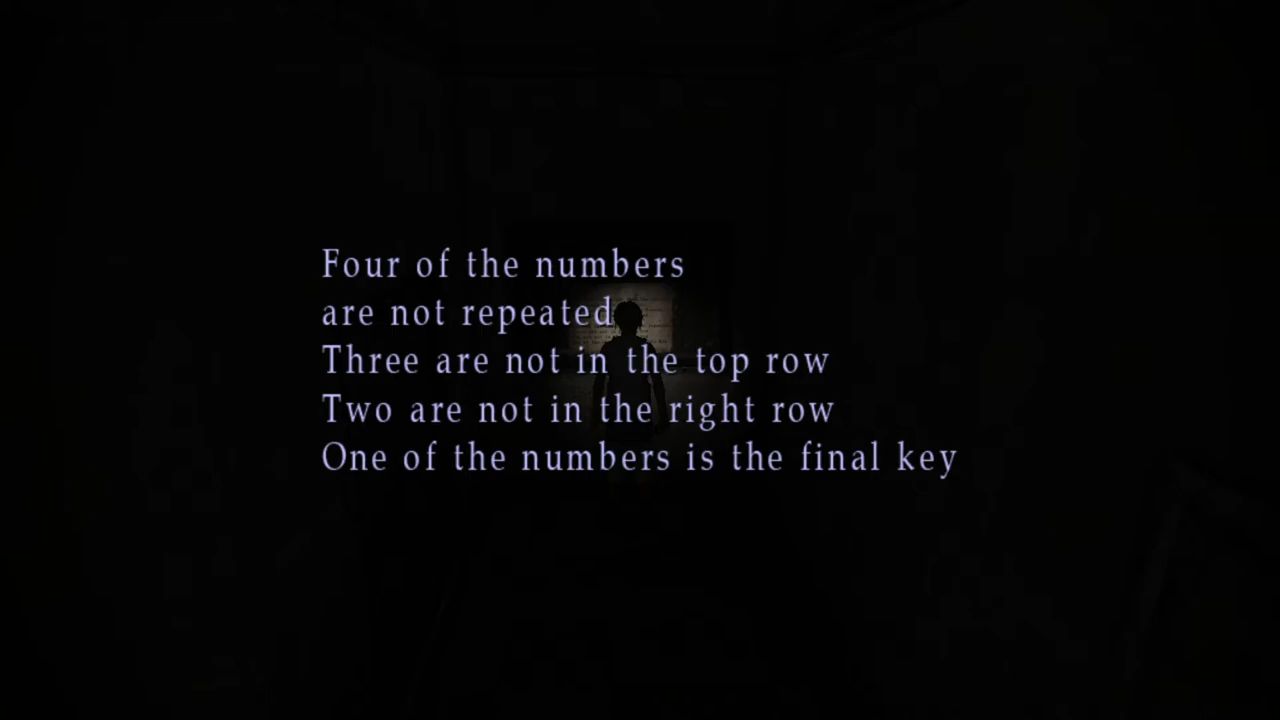 Four of the numbers
are not repeated
Three are not in the top row
Two are not in the right row
One of the numbers is the final key